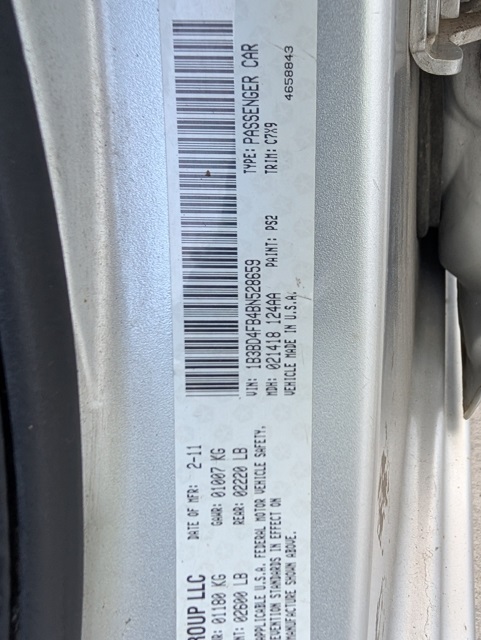 ROUP LLC
DATE OF MFR: 2-11
01180 KG GAWR: 01007 KG
02600 LB REAR: 02220 LB
APPLICABLE U.S.A. FEDERAL MOTOR VEHICLE SAFETY,
EVENTION STANDARDS IN EFFECT ON
MANUFACTURE SHOWN ABOVE.
VIN: 1B3BD4FB4BN528659 TYPE: PASSENGER CAR
MDH: 021418 124AA PAINT: PS2 TRIM: C7X9
VEHICLE MADE IN U.S.A. 4658843